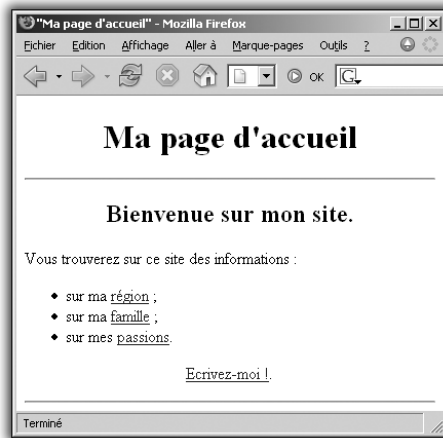 "Ma page d'accueil" - Mozilla Firefox
Fichier Edition Affichage Aller à Marque-pages Outils ?
OK G
Ma page d'accueil
Bienvenue sur mon site.
Vous trouverez sur ce site des informations :
◆ sur ma région ;
◆ sur ma famille ;
◆ sur mes passions.
Ecrivez-moi !.
Terminé